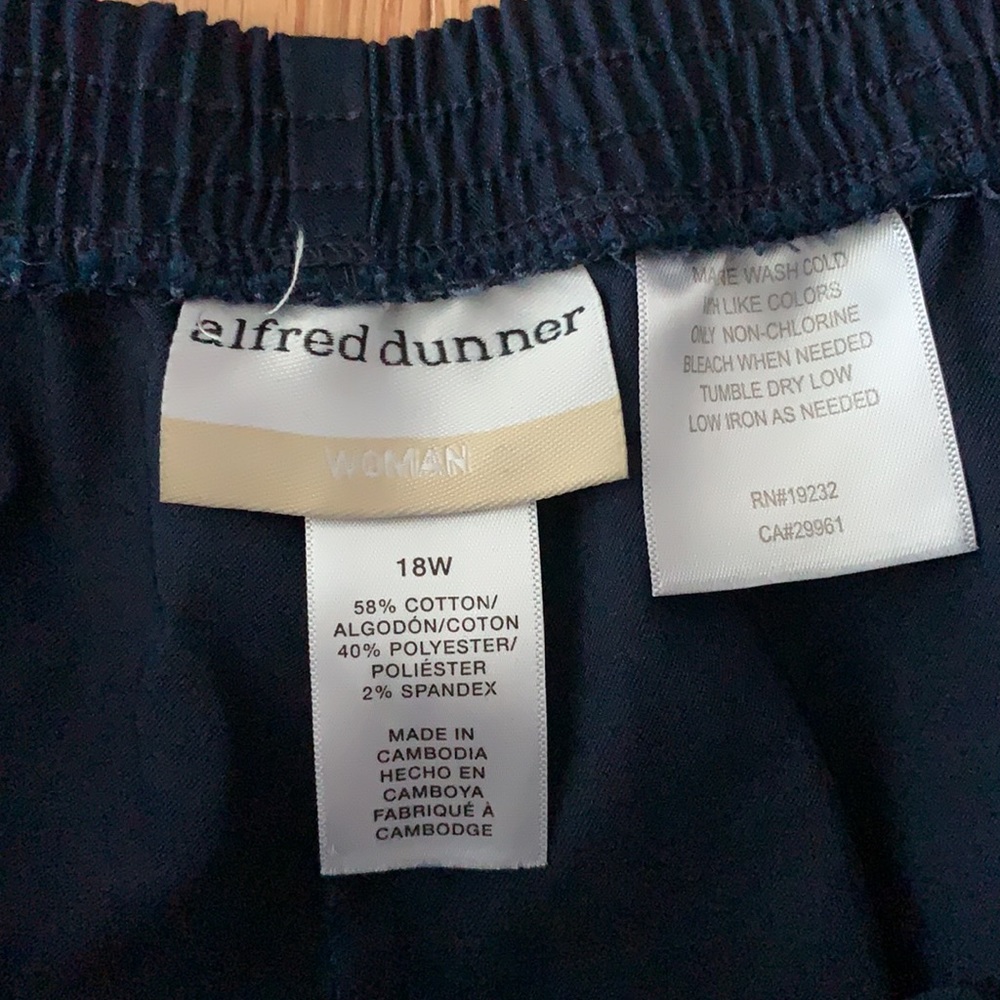 alfred dunner
WOMAN
18W
58% COTTON/
ALGODÓN/COTON
40% POLYESTER/
POLIÉSTER
2% SPANDEX
MADE IN
CAMBODIA
HECHO EN
CAMBOYA
FABRIQUÉ À
CAMBODGE
WASH COLD
LIKE COLORS
ONLY NON-CHLORINE
BLEACH WHEN NEEDED
TUMBLE DRY LOW
LOW IRON AS NEEDED
RN#19232
CA#29961